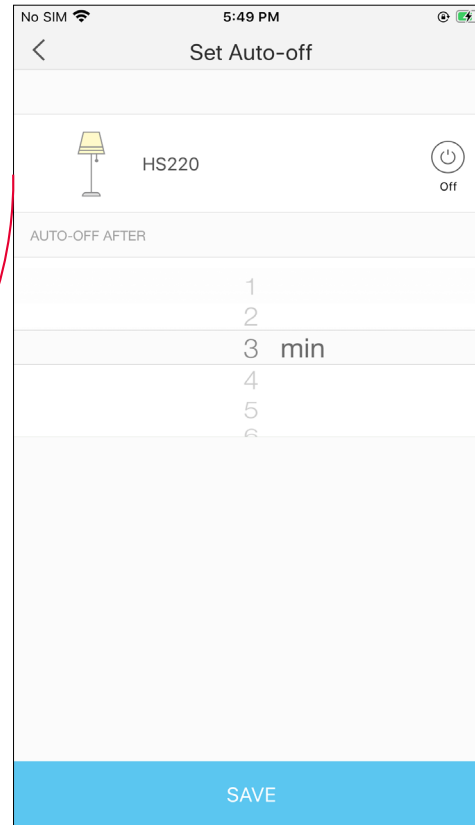 No SIM 5:49 PM
Set Auto-off
HS220
Off
AUTO-OFF AFTER
1
2
3 min
4
5
6
SAVE